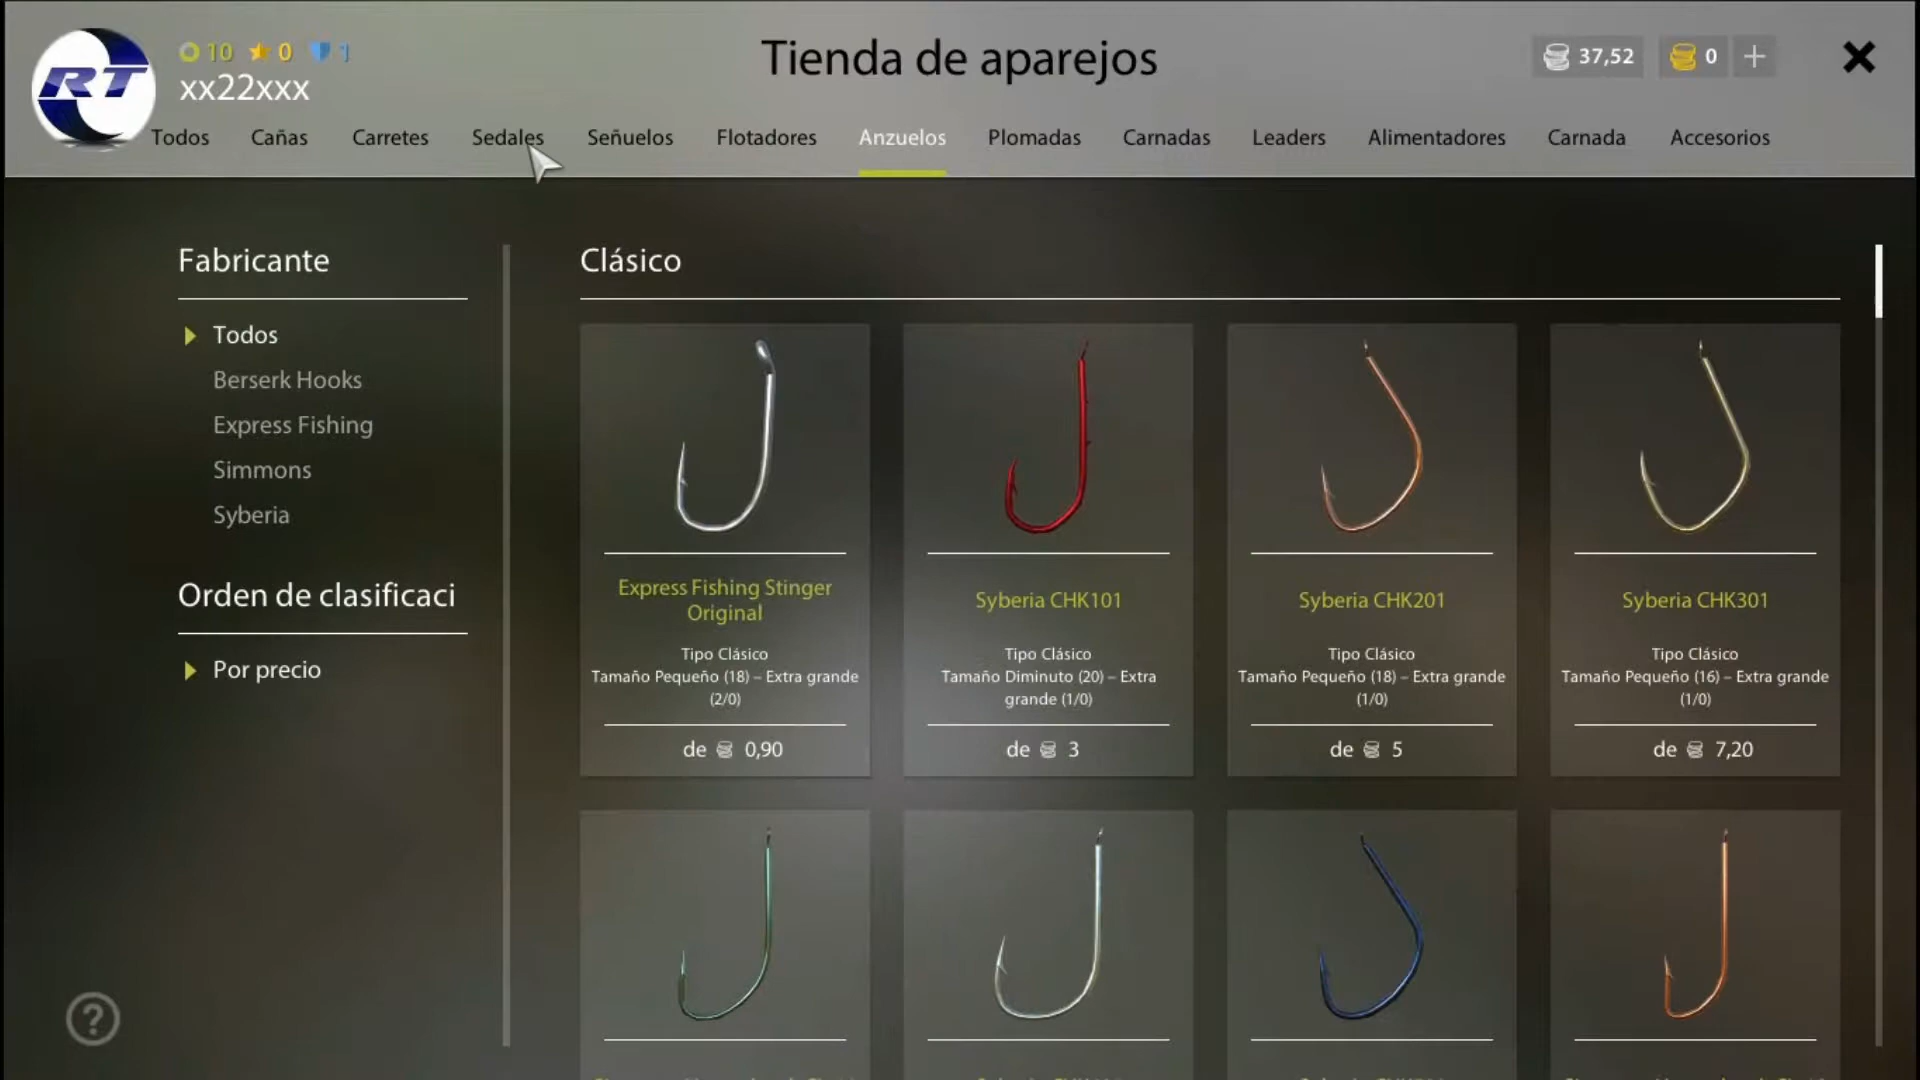 RT
10 0 1
xx22xxx
Tienda de aparejos
37,52 0 +
Todos Cañas Carretes Sedales Señuelos Flotadores Anzuelos Plomadas Carnadas Leaders Alimentadores Carnada Accesorios
Fabricante
Todos
Berserk Hooks
Express Fishing
Simmons
Syberia
Orden de clasificaci
Por precio
Clásico
Express Fishing Stinger
Original
Tipo Clásico
Tamaño Pequeño (18) – Extra grande
(2/0)
de 0,90
Syberia CHK101
Tipo Clásico
Tamaño Diminuto (20) – Extra
grande (1/0)
de 3
Syberia CHK201
Tipo Clásico
Tamaño Pequeño (18) – Extra grande
(1/0)
de 5
Syberia CHK301
Tipo Clásico
Tamaño Pequeño (16) – Extra grande
(1/0)
de 7,20
?